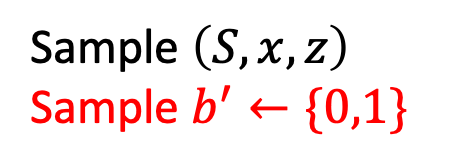 Sample (S, x, z)
Sample b′ ← {0,1}